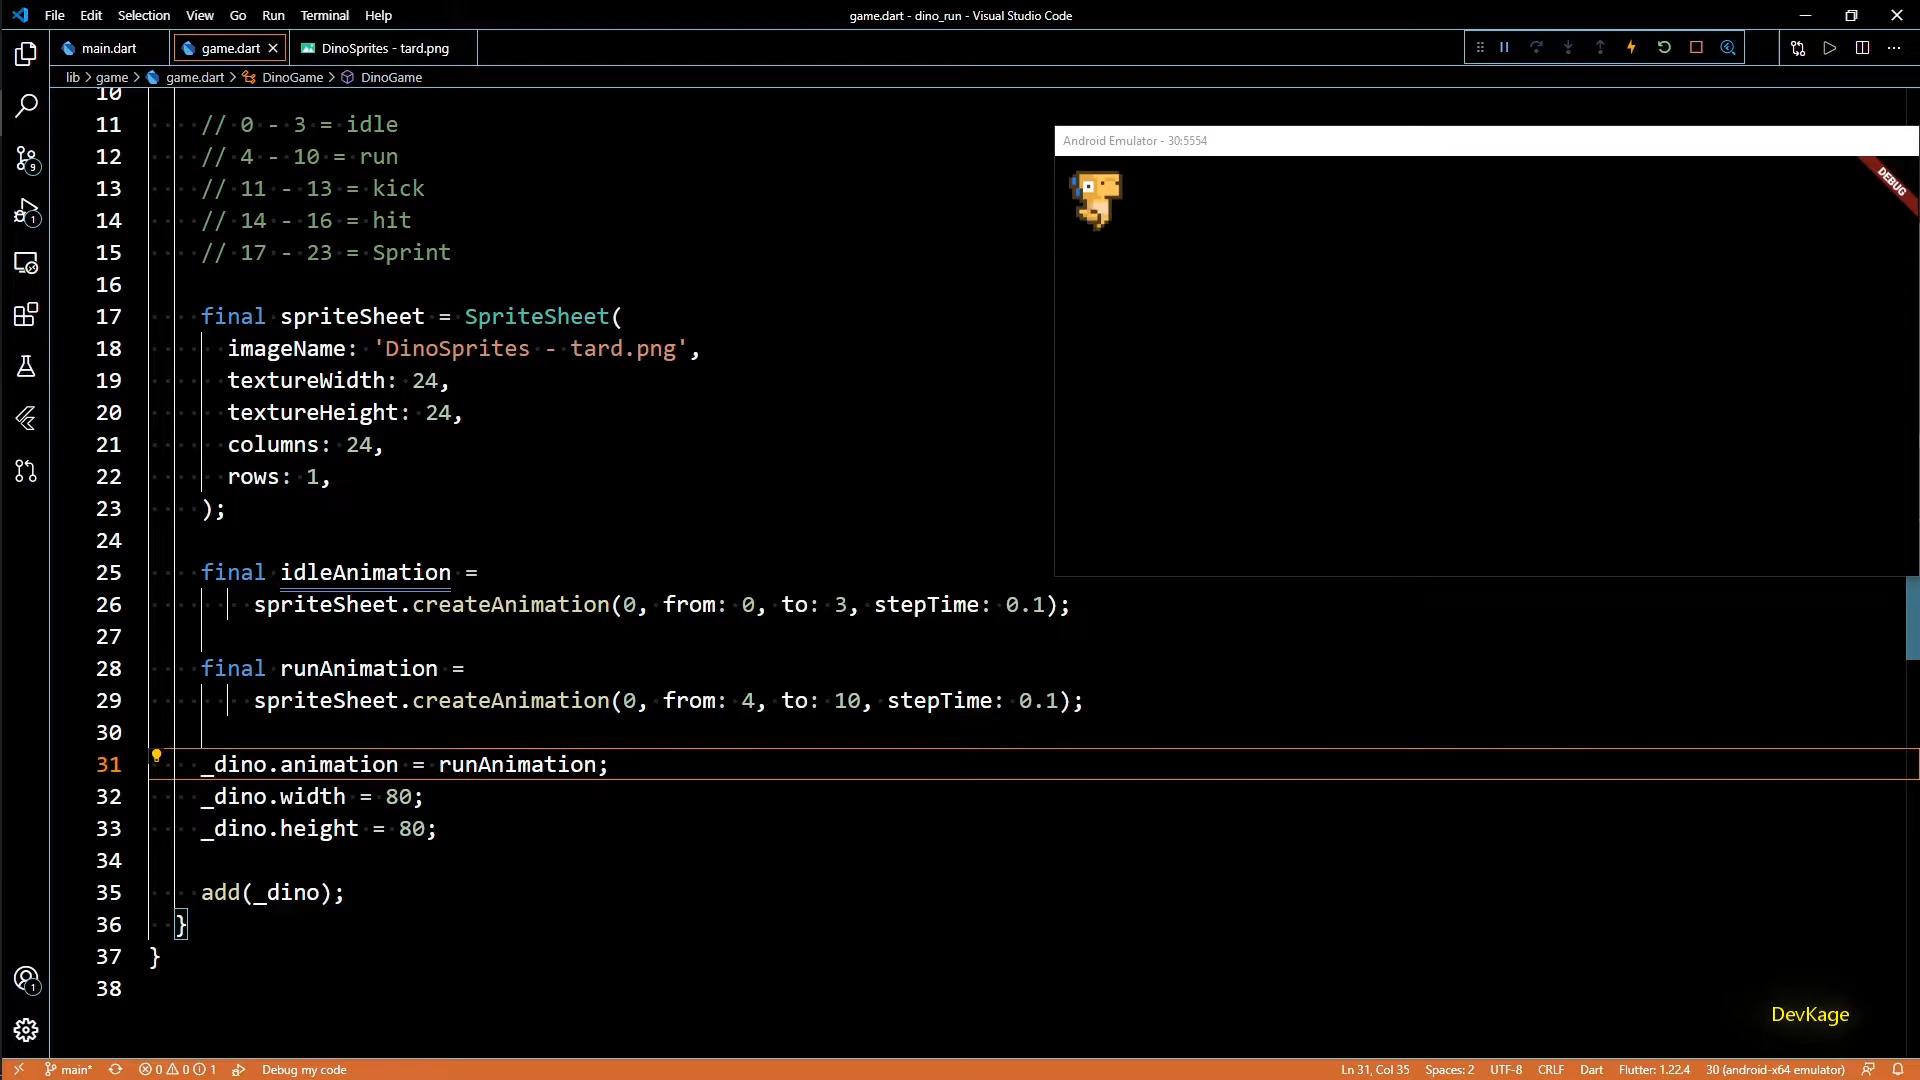 File Edit Selection View Go Run Terminal Help
game.dart - dino_run - Visual Studio Code
main.dart
game.dart
DinoSprites - tard.png
lib > game > game.dart > DinoGame > DinoGame
10
11 // 0 - 3 = idle
12 // 4 - 10 = run
13 // 11 - 13 = kick
14 // 14 - 16 = hit
15 // 17 - 23 = Sprint
16
17 final spriteSheet = SpriteSheet(
18 imageName: 'DinoSprites - tard.png',
19 textureWidth: 24,
20 textureHeight: 24,
21 columns: 24,
22 rows: 1,
23 );
24
25 final idleAnimation =
26 spriteSheet.createAnimation(0, from: 0, to: 3, stepTime: 0.1);
27
28 final runAnimation =
29 spriteSheet.createAnimation(0, from: 4, to: 10, stepTime: 0.1);
30
31 _dino.animation = runAnimation;
32 _dino.width = 80;
33 _dino.height = 80;
34
35 add(_dino);
36 }
37 }
38
Android Emulator - 30:5554
DEBUG
9
1
1
DevKage
main* 0 0 1 Debug my code
Ln 31, Col 35 Spaces: 2 UTF-8 CRLF Dart Flutter: 1.22.4 30 (android-x64 emulator)